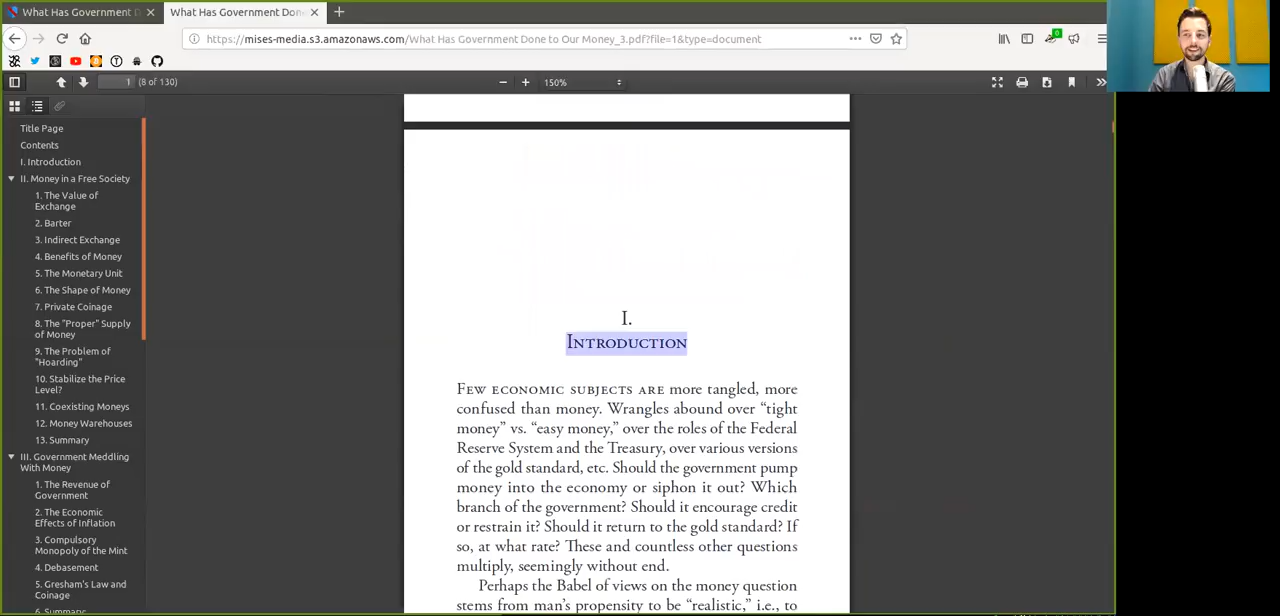 What Has Government D
What Has Government Don
https://mises-media.s3.amazonaws.com/What Has Government Done to Our Money_3.pdf?file=1&type=document
0
1 (8 of 130)
150%
Title Page
Contents
I. Introduction
II. Money in a Free Society
1. The Value of
Exchange
2. Barter
3. Indirect Exchange
4. Benefits of Money
5. The Monetary Unit
6. The Shape of Money
7. Private Coinage
8. The "Proper" Supply
of Money
9. The Problem of
"Hoarding"
10. Stabilize the Price
Level?
11. Coexisting Moneys
12. Money Warehouses
13. Summary
III. Government Meddling
With Money
1. The Revenue of
Government
2. The Economic
Effects of Inflation
3. Compulsory
Monopoly of the Mint
4. Debasement
5. Gresham's Law and
Coinage
6. Summary
I.
Introduction
Few economic subjects are more tangled, more
confused than money. Wrangles abound over “tight
money” vs. “easy money,” over the roles of the Federal
Reserve System and the Treasury, over various versions
of the gold standard, etc. Should the government pump
money into the economy or siphon it out? Which
branch of the government? Should it encourage credit
or restrain it? Should it return to the gold standard? If
so, at what rate? These and countless other questions
multiply, seemingly without end.
Perhaps the Babel of views on the money question
stems from man’s propensity to be “realistic,” i.e., to